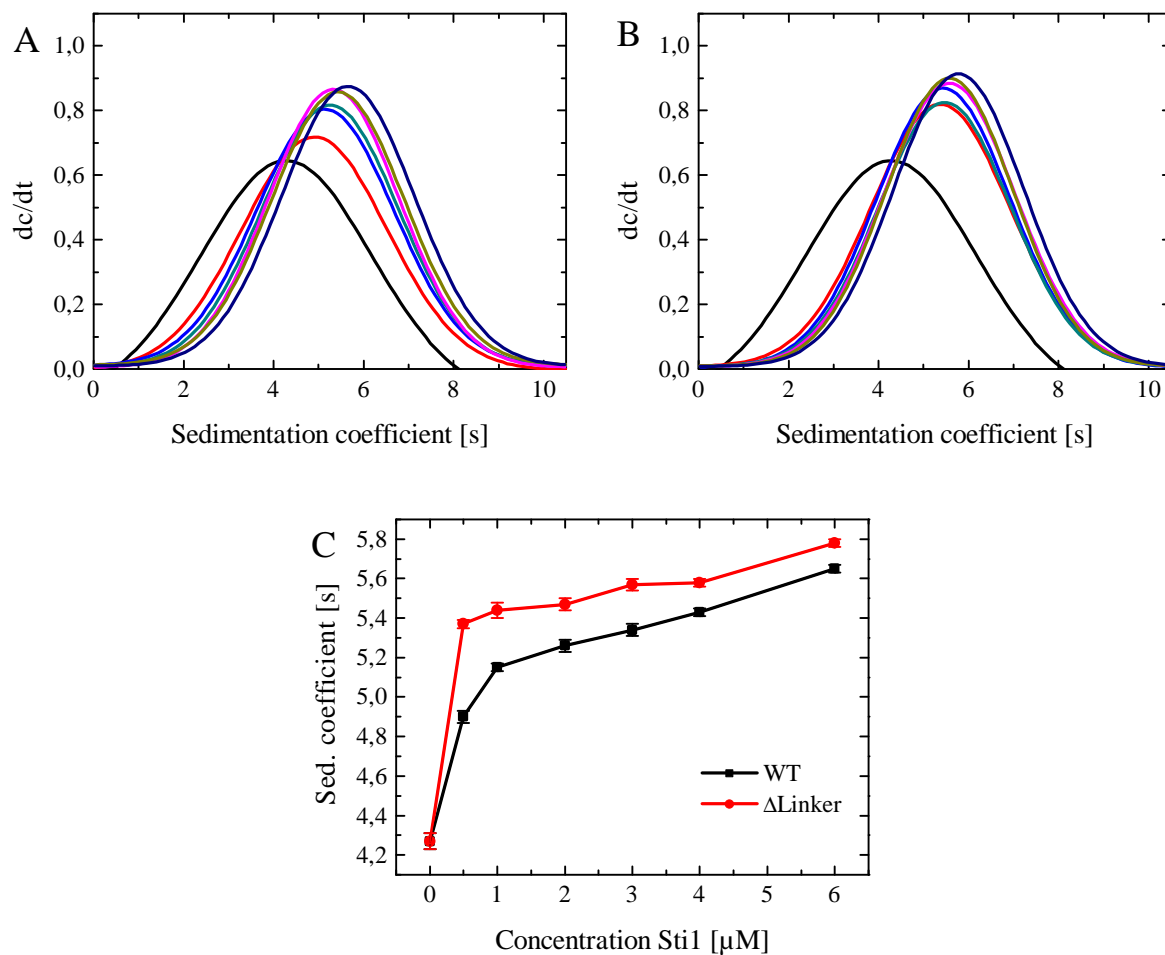 A
1,0
0,8
0,6
0,4
0,2
0,0
dc/dt
0 2 4 6 8 10
Sedimentation coefficient [s]
B
1,0
0,8
0,6
0,4
0,2
0,0
dc/dt
0 2 4 6 8 10
Sedimentation coefficient [s]
C
5,8
5,6
5,4
5,2
5,0
4,8
4,6
4,4
4,2
Sed. coefficient [s]
WT
ΔLinker
0 1 2 3 4 5 6
Concentration Sti1 [µM]